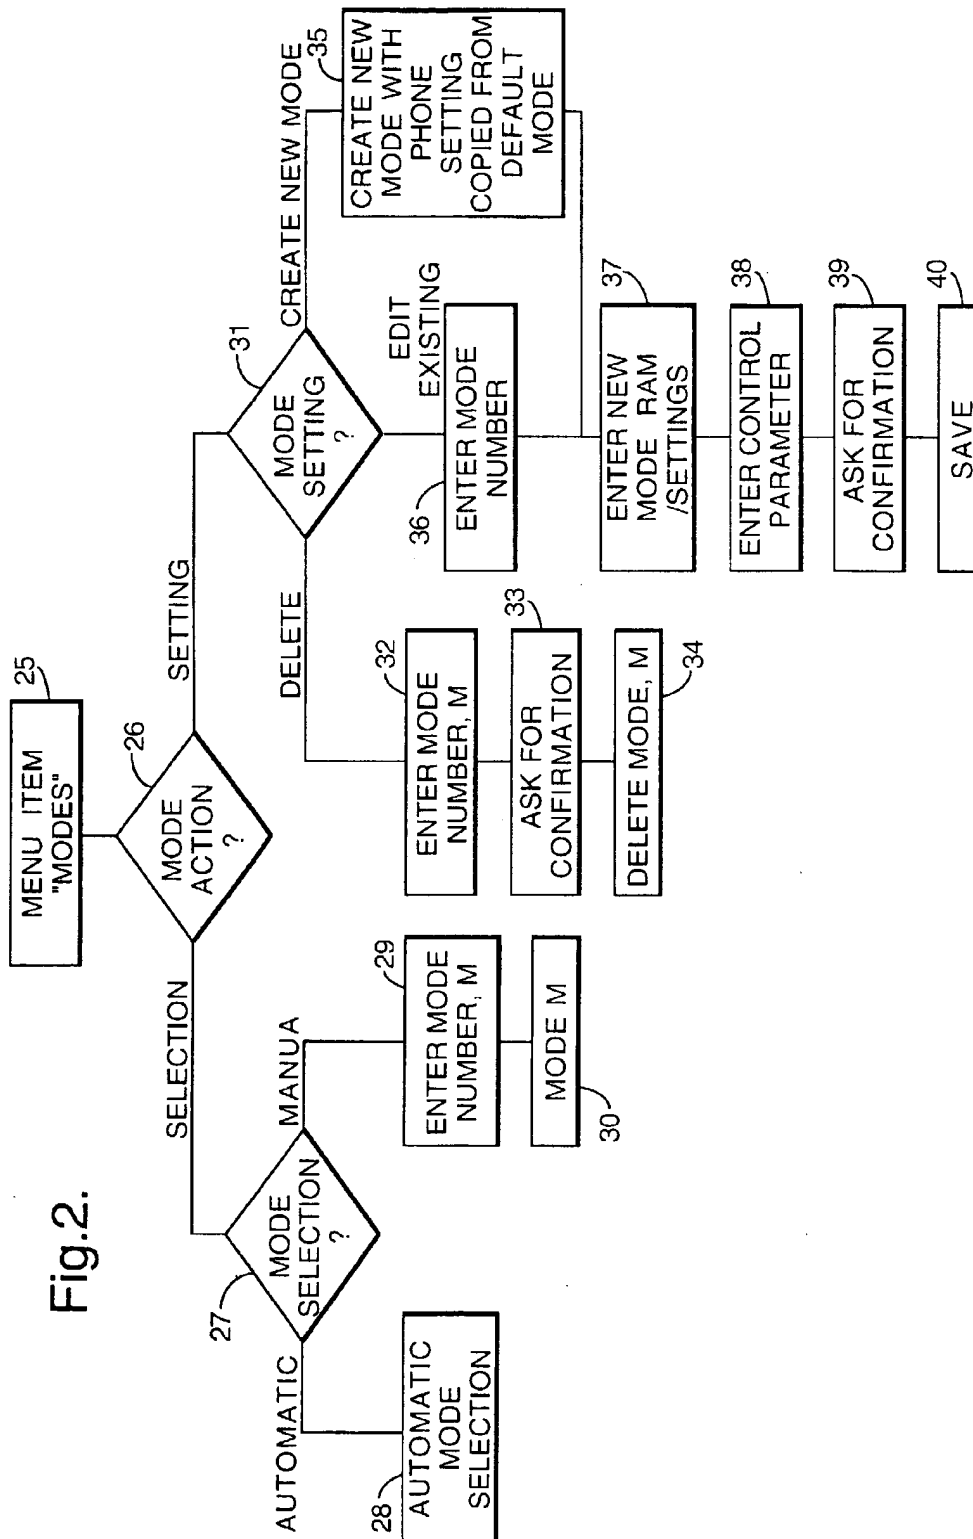 Fig.2.
MENU ITEM
"MODES"
25
MODE
ACTION
?
26
SELECTION
SETTING
MODE
SELECTION
?
27
AUTOMATIC
MANUA
AUTOMATIC
MODE
SELECTION
28
ENTER MODE
NUMBER, M
29
MODE M
30
MODE
SETTING
?
31
DELETE
EDIT
EXISTING
CREATE NEW MODE
ENTER MODE
NUMBER, M
32
ASK FOR
CONFIRMATION
33
DELETE MODE, M
34
CREATE NEW
MODE WITH
PHONE
SETTING
COPIED FROM
DEFAULT
MODE
35
ENTER MODE
NUMBER
36
ENTER NEW
MODE RAM
/SETTINGS
37
ENTER CONTROL
PARAMETER
38
ASK FOR
CONFIRMATION
39
SAVE
40